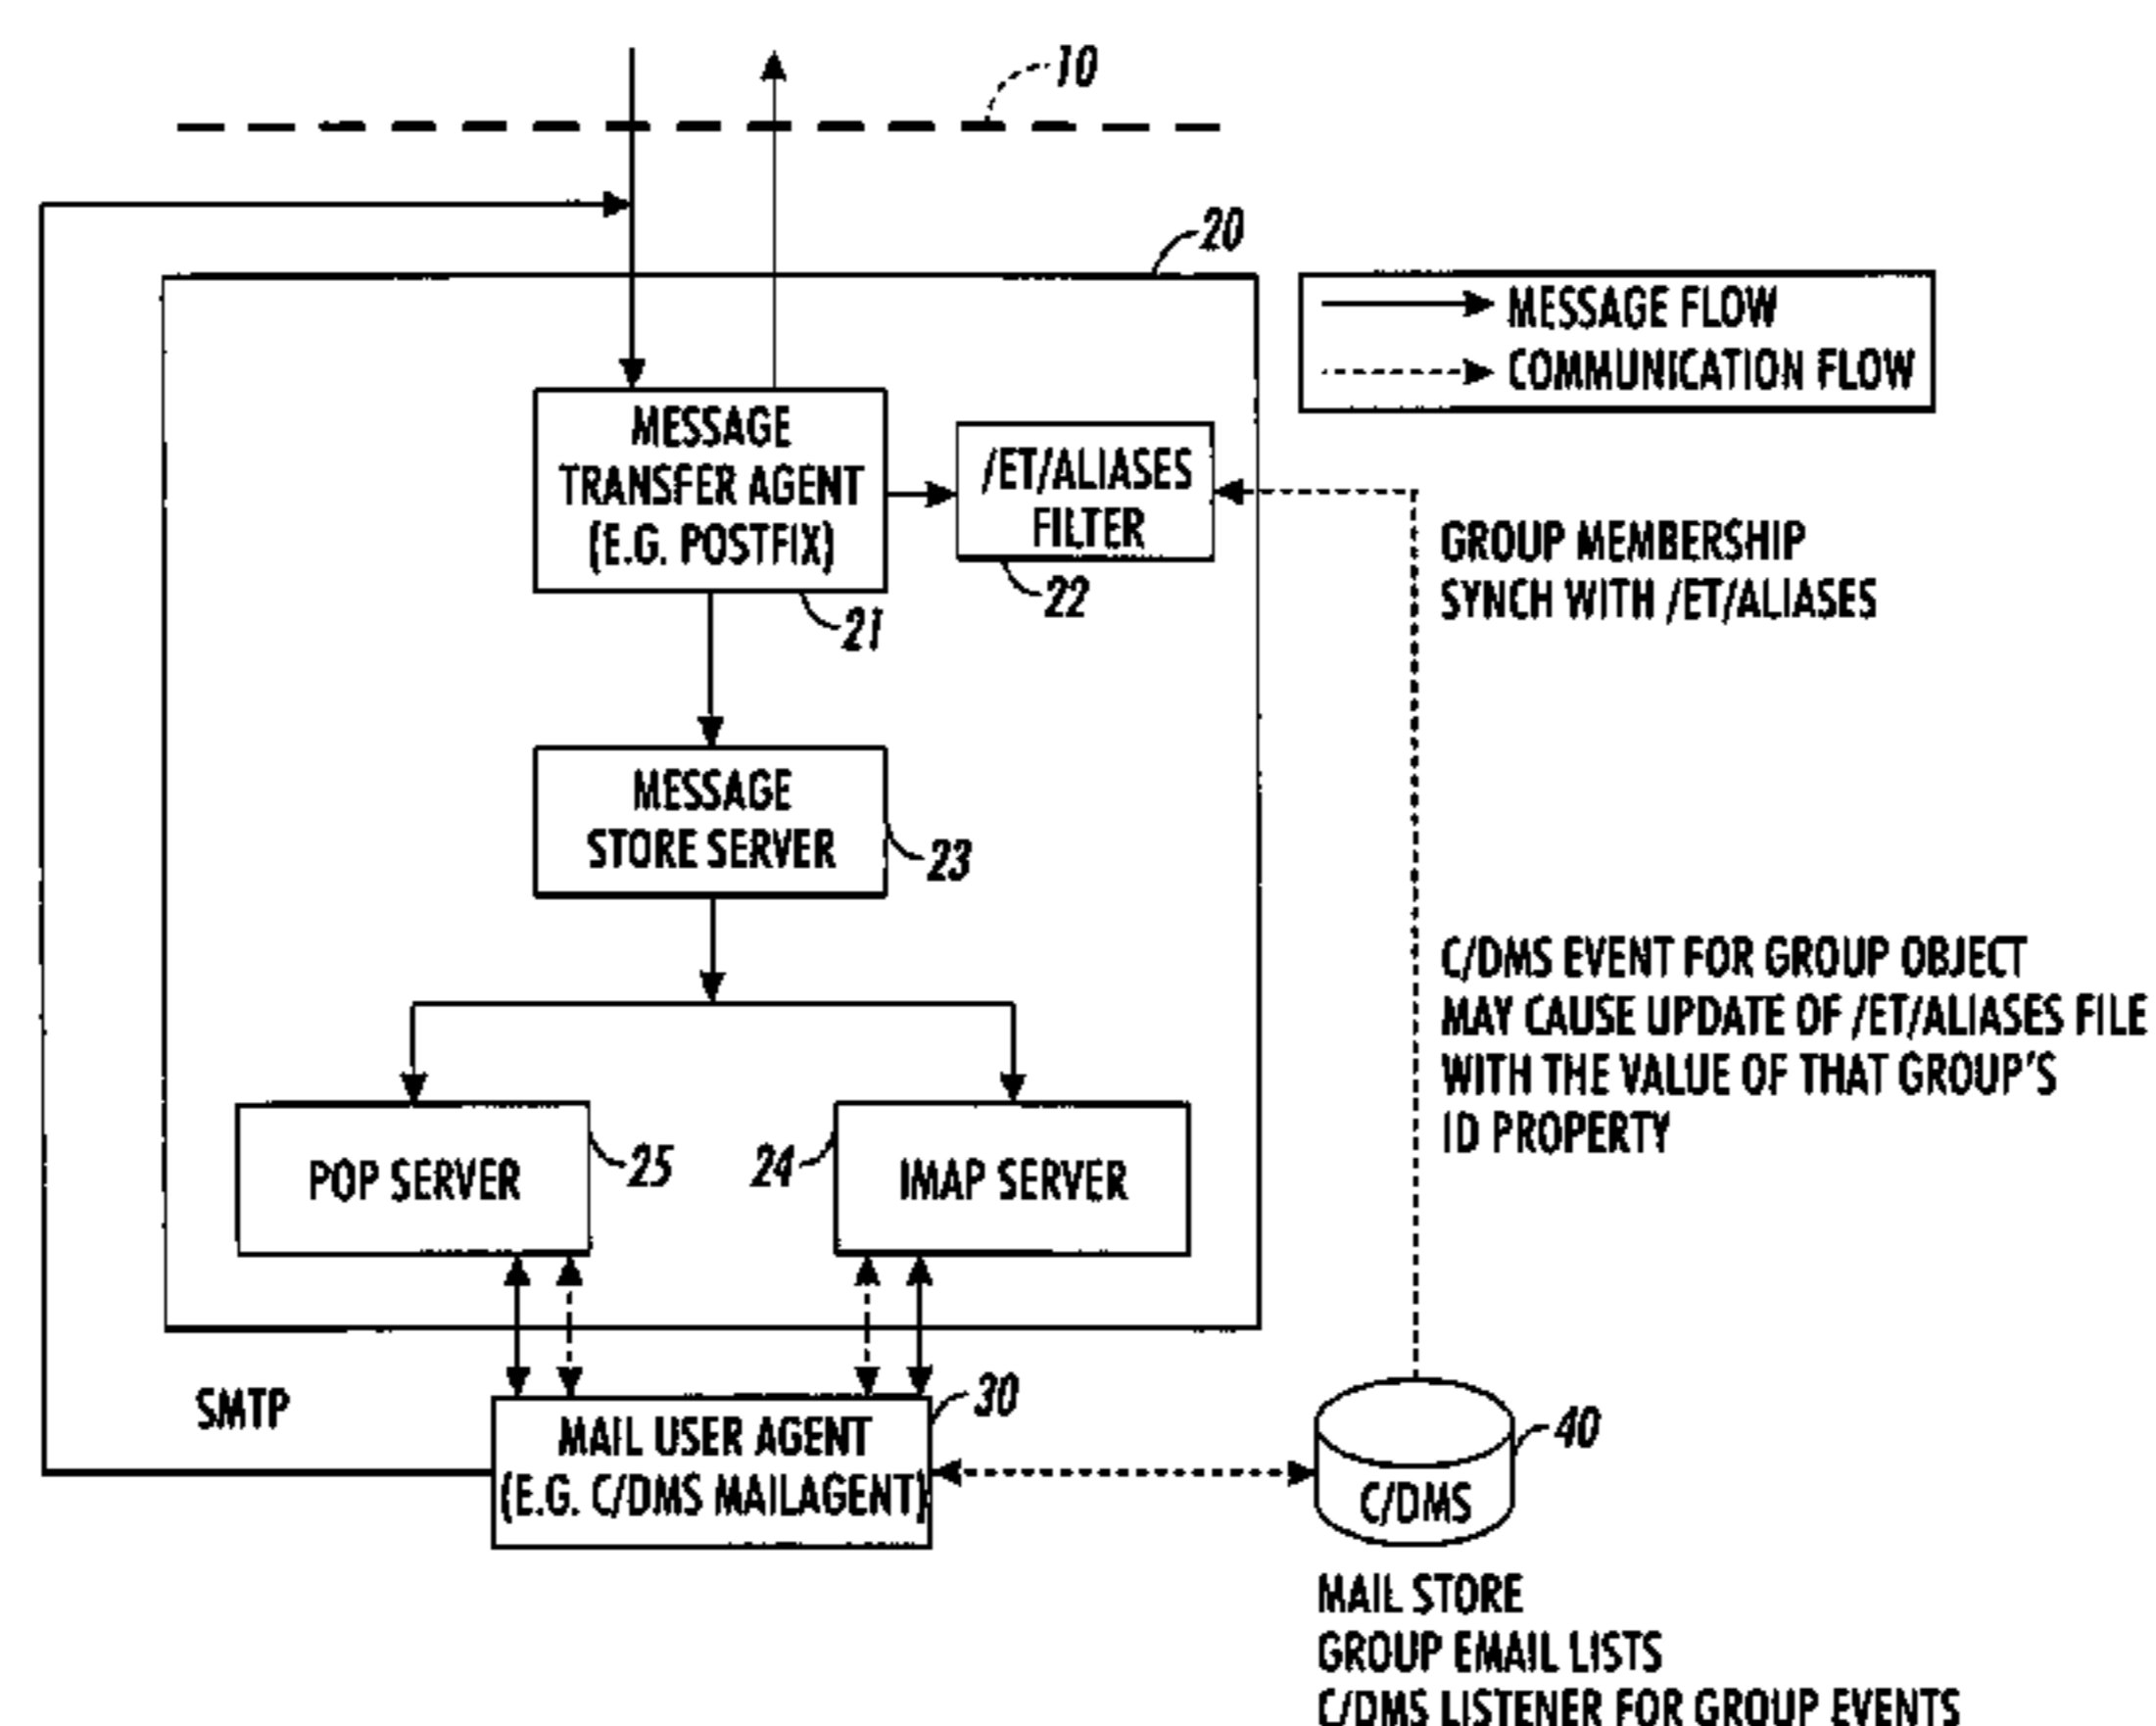 10
20
MESSAGE FLOW
COMMUNICATION FLOW
MESSAGE
TRANSFER AGENT
(E.G. POSTFIX)
21
/ET/ALIASES
FILTER
22
GROUP MEMBERSHIP
SYNCH WITH /ET/ALIASES
MESSAGE
STORE SERVER
23
C/DMS EVENT FOR GROUP OBJECT
MAY CAUSE UPDATE OF /ET/ALIASES FILE
WITH THE VALUE OF THAT GROUP'S
ID PROPERTY
POP SERVER
25
24
IMAP SERVER
SMTP
MAIL USER AGENT
(E.G. C/DMS MAILAGENT)
30
C/DMS
40
MAIL STORE
GROUP EMAIL LISTS
C/DMS LISTENER FOR GROUP EVENTS